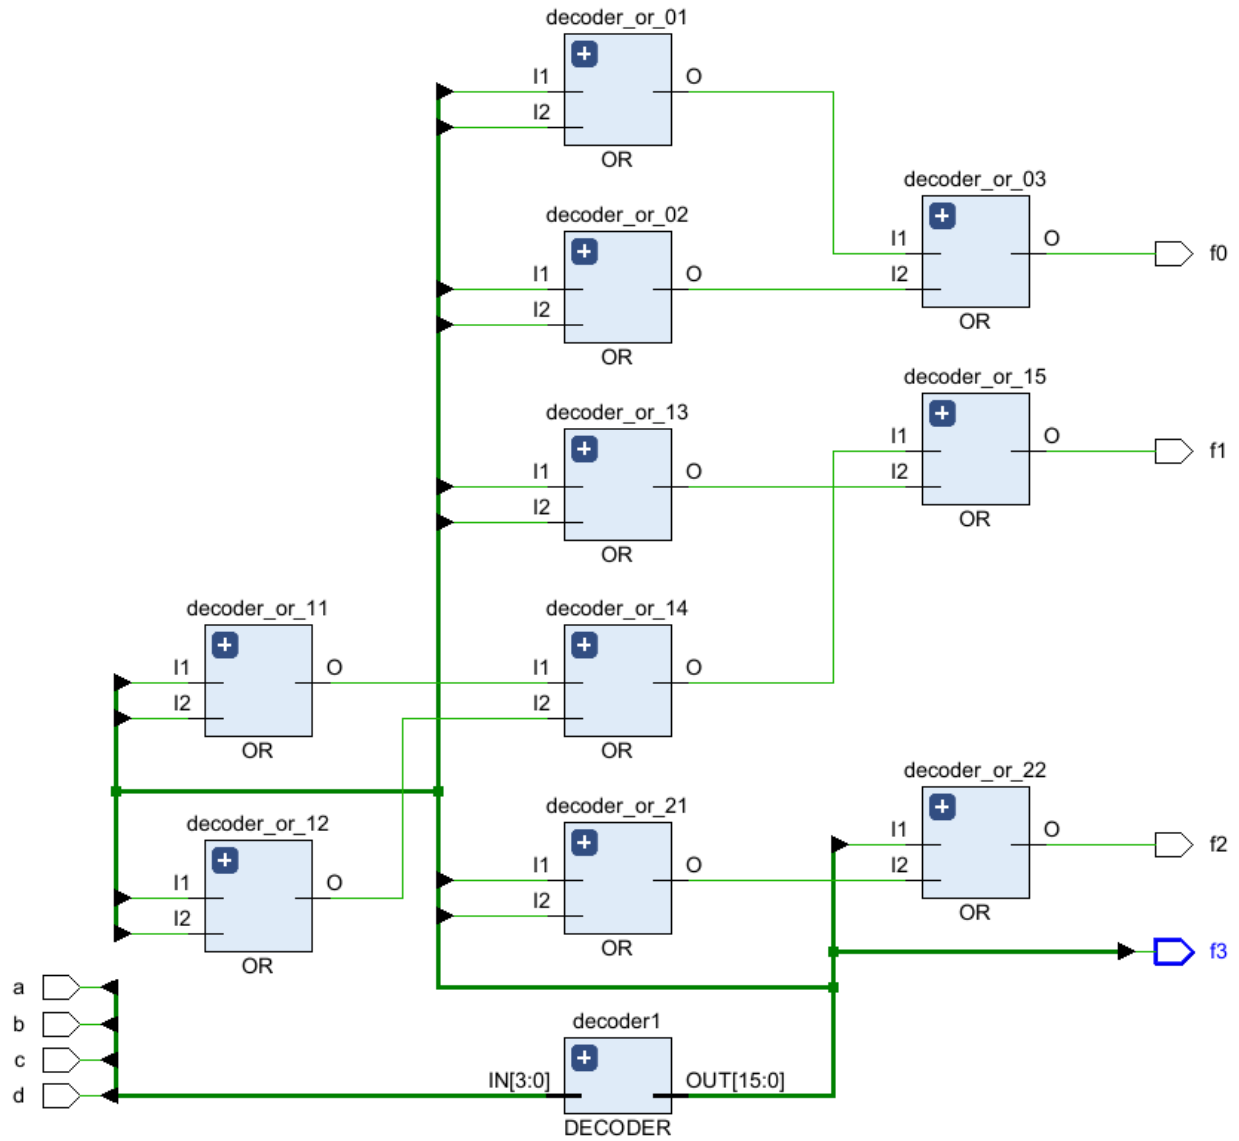 decoder_or_01
I1
O
I2
OR
decoder_or_03
decoder_or_02
I1
O
f0
I1
O
I2
I2
OR
OR
decoder_or_15
decoder_or_13
I1
O
f1
I1
O
I2
I2
OR
OR
decoder_or_11
decoder_or_14
I1
O
I1
O
I2
I2
OR
OR
decoder_or_22
decoder_or_12
decoder_or_21
I1
O
f2
I1
O
I1
O
I2
I2
I2
OR
OR
OR
f3
a
decoder1
b
c
IN[3:0]
OUT[15:0]
d
DECODER